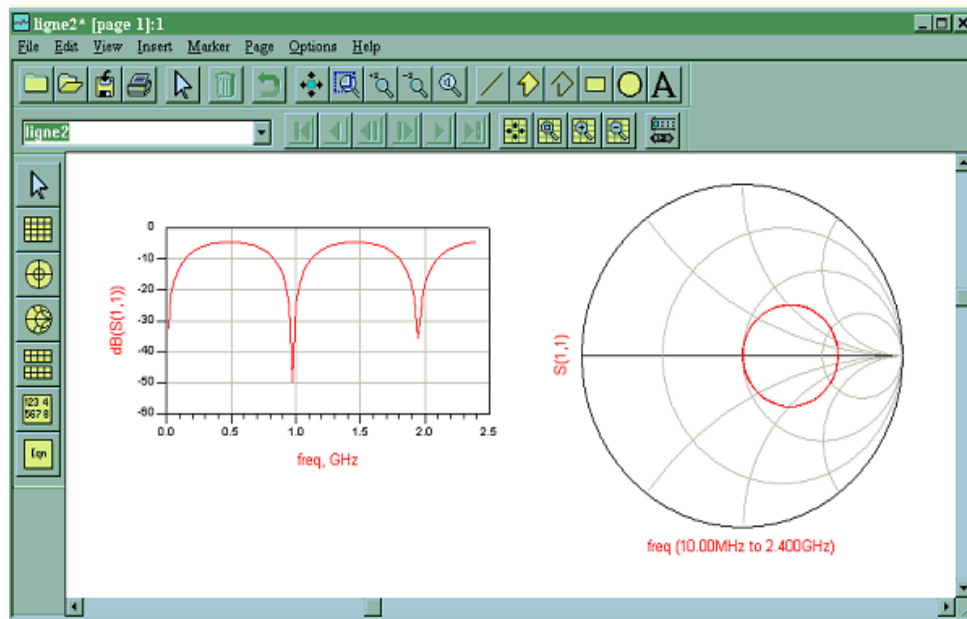 ligne2* [page 1]:1
File Edit View Insert Marker Page Options Help
+2 -2
A
ligne2
123 4
567 8
Eqn
0
-10
-20
-30
-40
-50
-60
dB(S(1,1))
0.0 0.5 1.0 1.5 2.0 2.5
freq, GHz
S(1,1)
freq (10.00MHz to 2.400GHz)